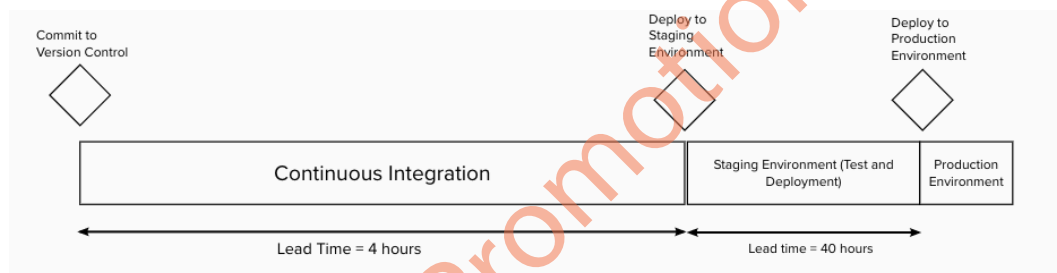 Commit to
Version Control
Deploy to
Staging
Environment
Deploy to
Production
Environment
Continuous Integration
Staging Environment (Test and
Deployment)
Production
Environment
Lead Time = 4 hours
Lead time = 40 hours
Promotion